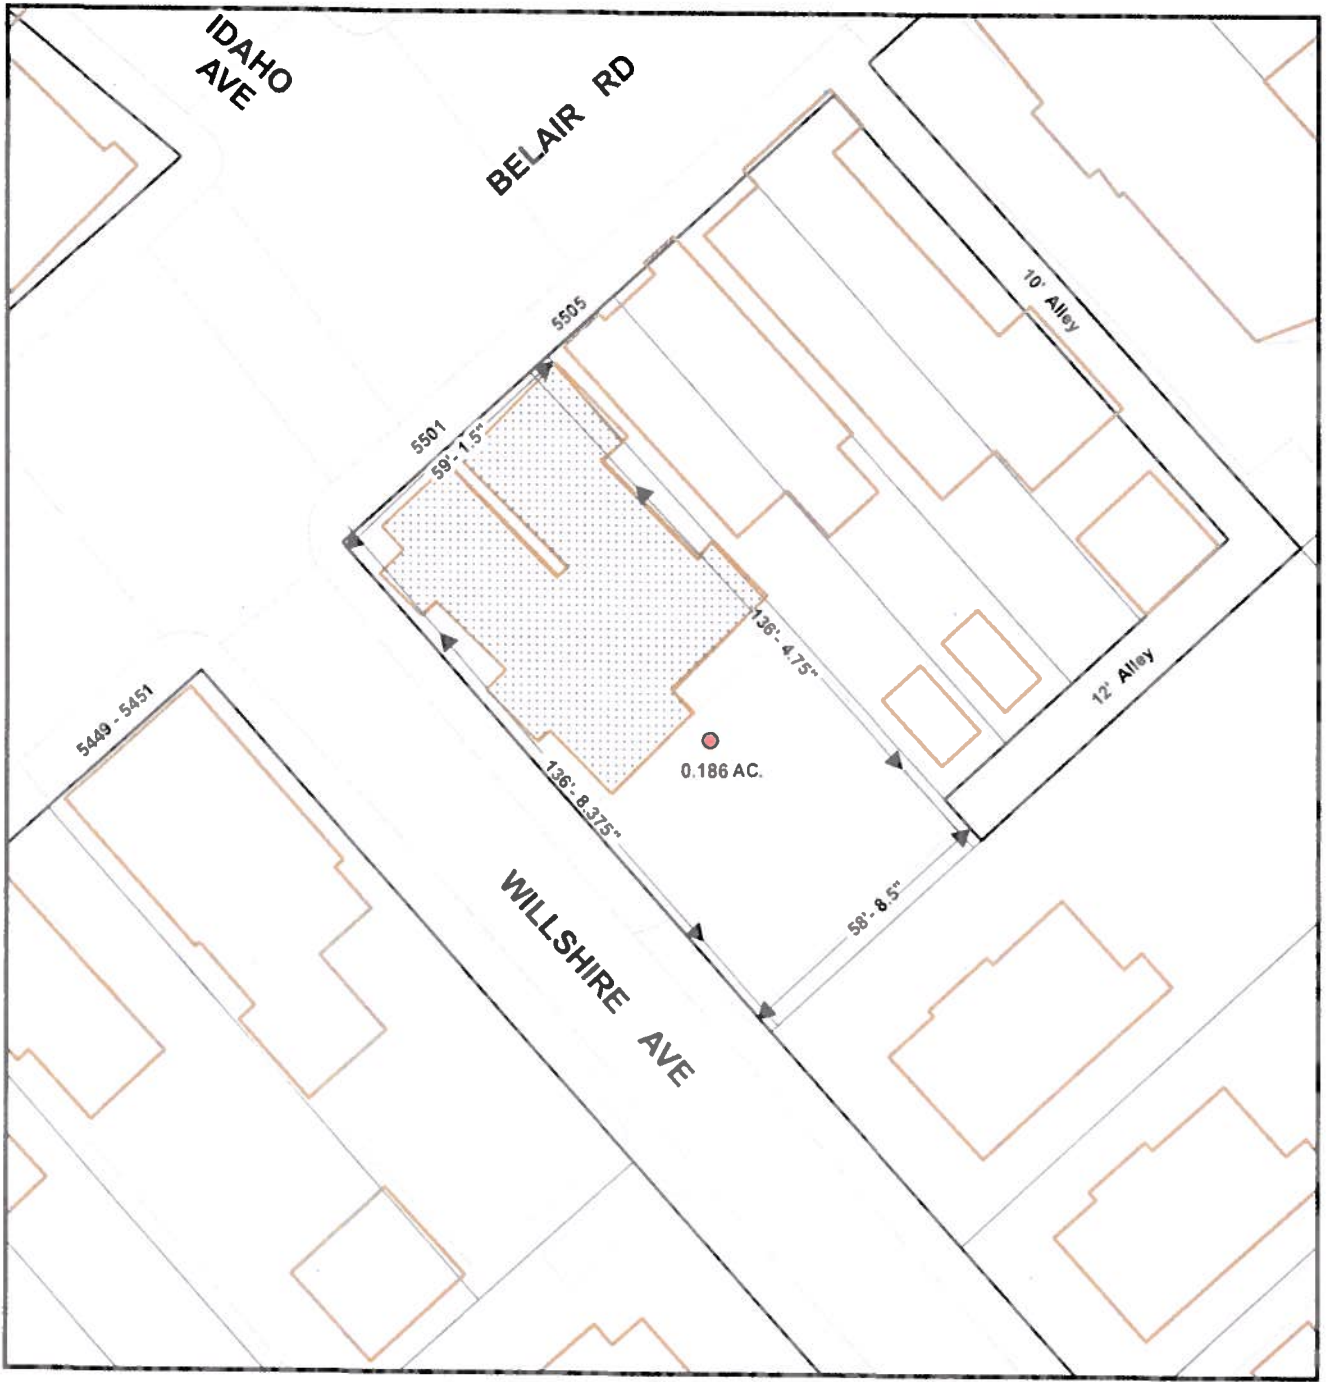 IDAHO
AVE
BELAIR RD
10' Alley
5505
5501
59'- 1.5"
136'- 4.75"
12' Alley
5449 - 5451
0.186 AC.
136'- 8.375"
58'- 8.5"
WILLSHIRE AVE